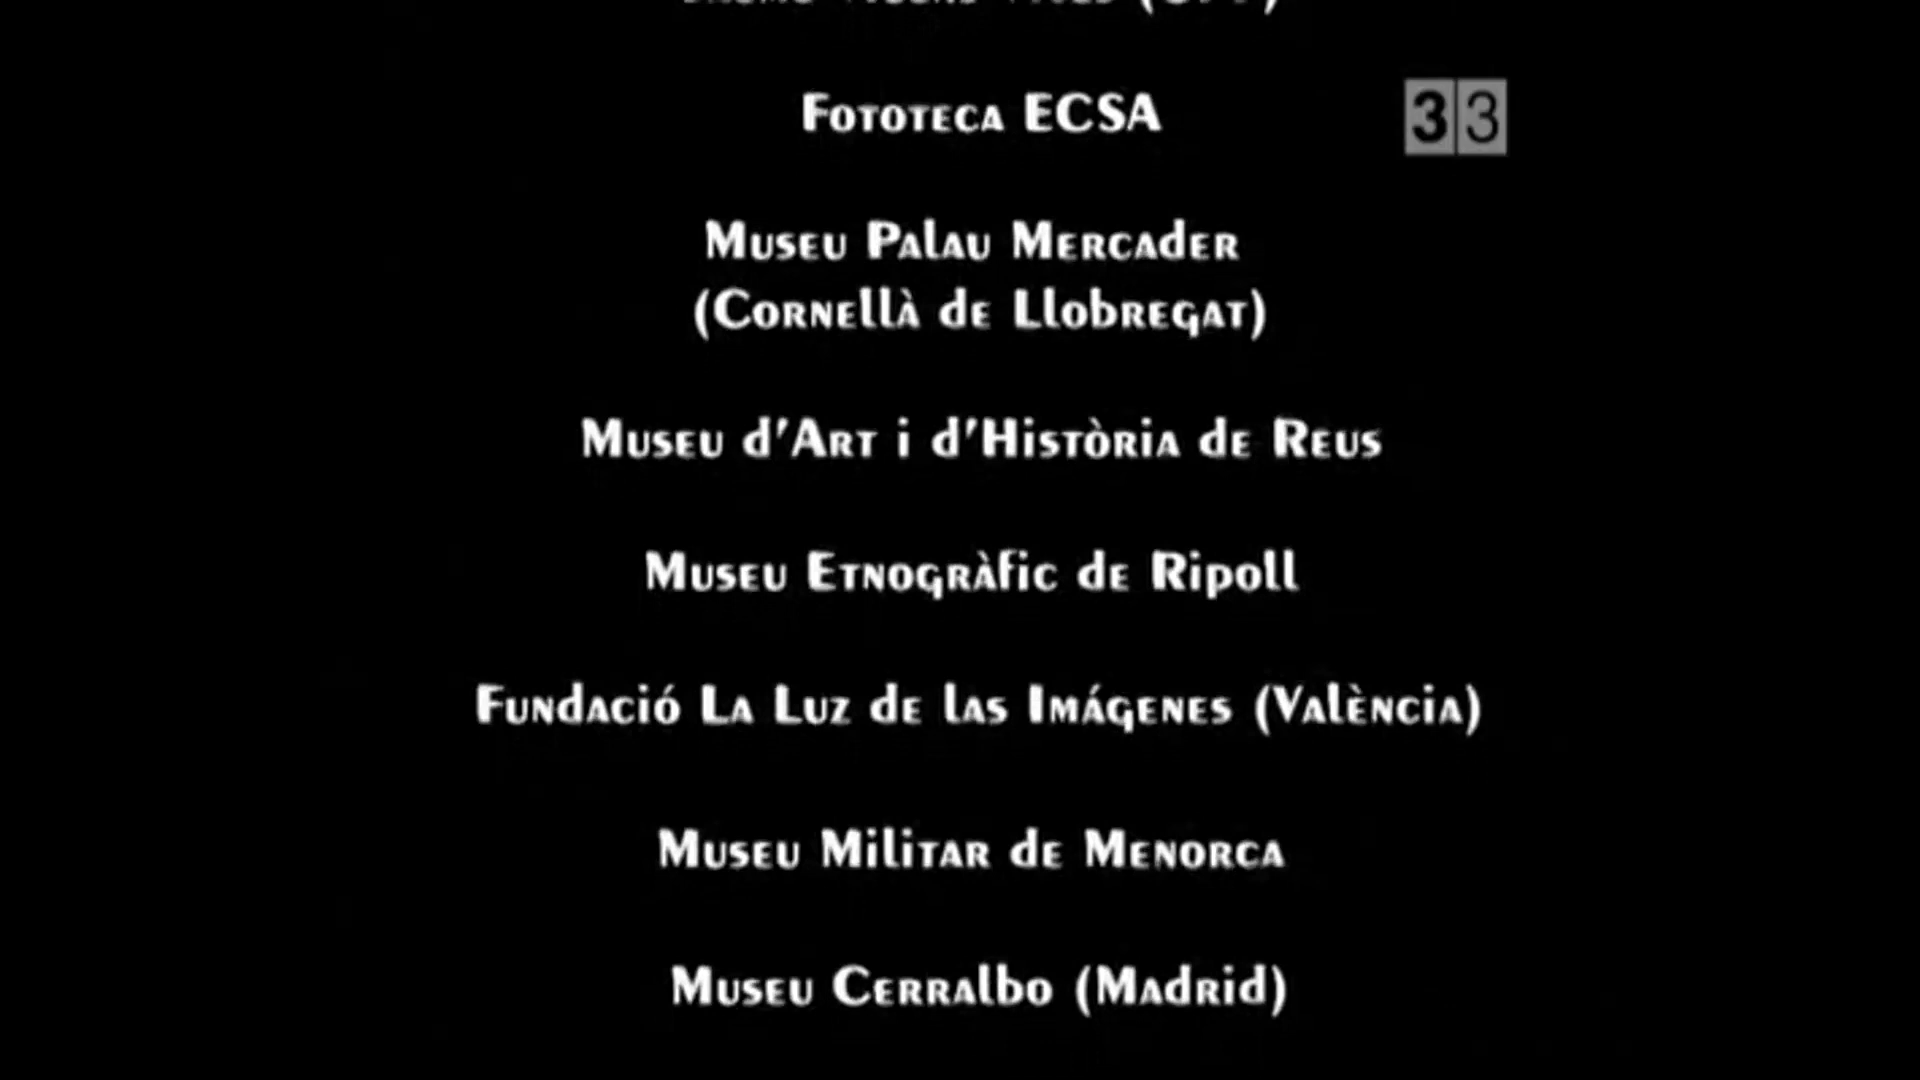 Fototeca ECSA
33
Museu Palau Mercader
(Cornellà de Llobregat)
Museu d'Art i d'Història de Reus
Museu Etnogràfic de Ripoll
Fundació La Luz de las Imágenes (València)
Museu Militar de Menorca
Museu Cerralbo (Madrid)